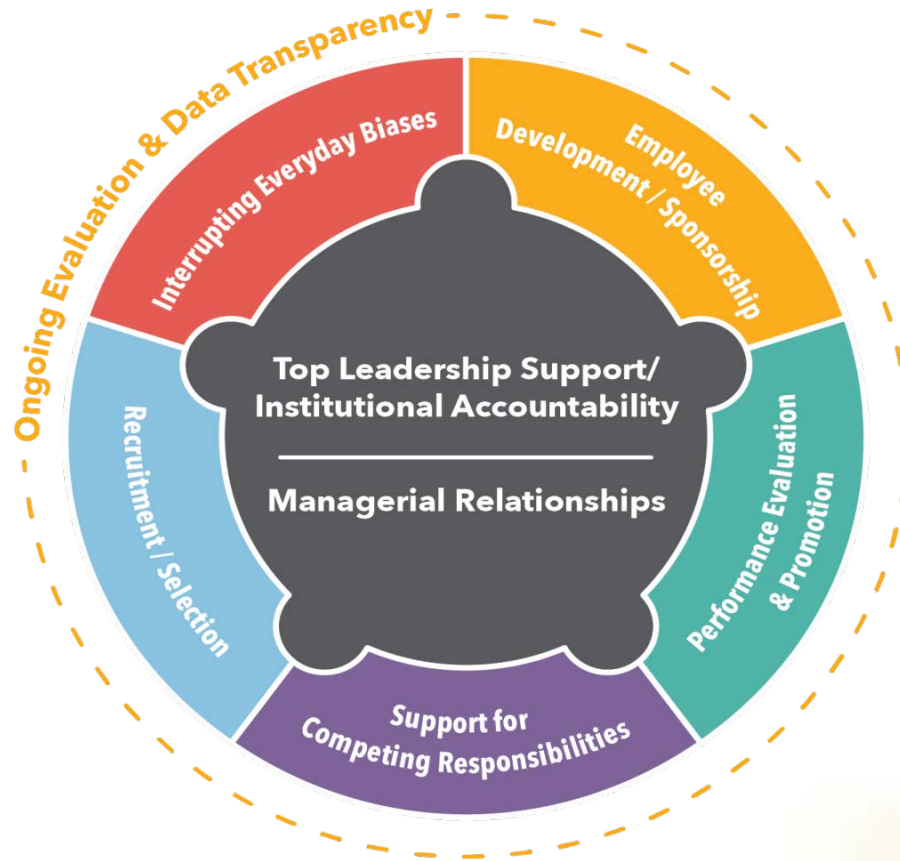 Ongoing Evaluation & Data Transparency
Interrupting Everyday Biases
Employee
Development / Sponsorship
Performance Evaluation
& Promotion
Support for
Competing Responsibilities
Recruitment / Selection
Top Leadership Support/
Institutional Accountability
Managerial Relationships